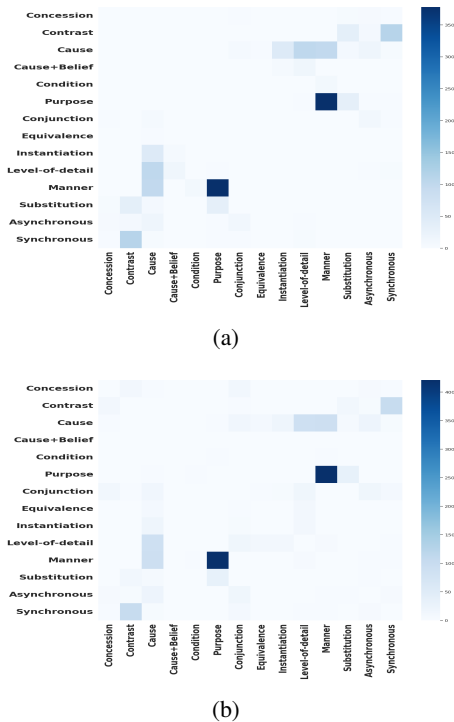 Concession
Contrast
Cause
Cause+Belief
Condition
Purpose
Conjunction
Equivalence
Instantiation
Level-of-detail
Manner
Substitution
Asynchronous
Synchronous
Concession
Contrast
Cause
Cause+Belief
Condition
Purpose
Conjunction
Equivalence
Instantiation
Level-of-detail
Manner
Substitution
Asynchronous
Synchronous
350
300
250
200
150
100
50
0
(a)
Concession
Contrast
Cause
Cause+Belief
Condition
Purpose
Conjunction
Equivalence
Instantiation
Level-of-detail
Manner
Substitution
Asynchronous
Synchronous
Concession
Contrast
Cause
Cause+Belief
Condition
Purpose
Conjunction
Equivalence
Instantiation
Level-of-detail
Manner
Substitution
Asynchronous
Synchronous
400
350
300
250
200
150
100
50
0
(b)